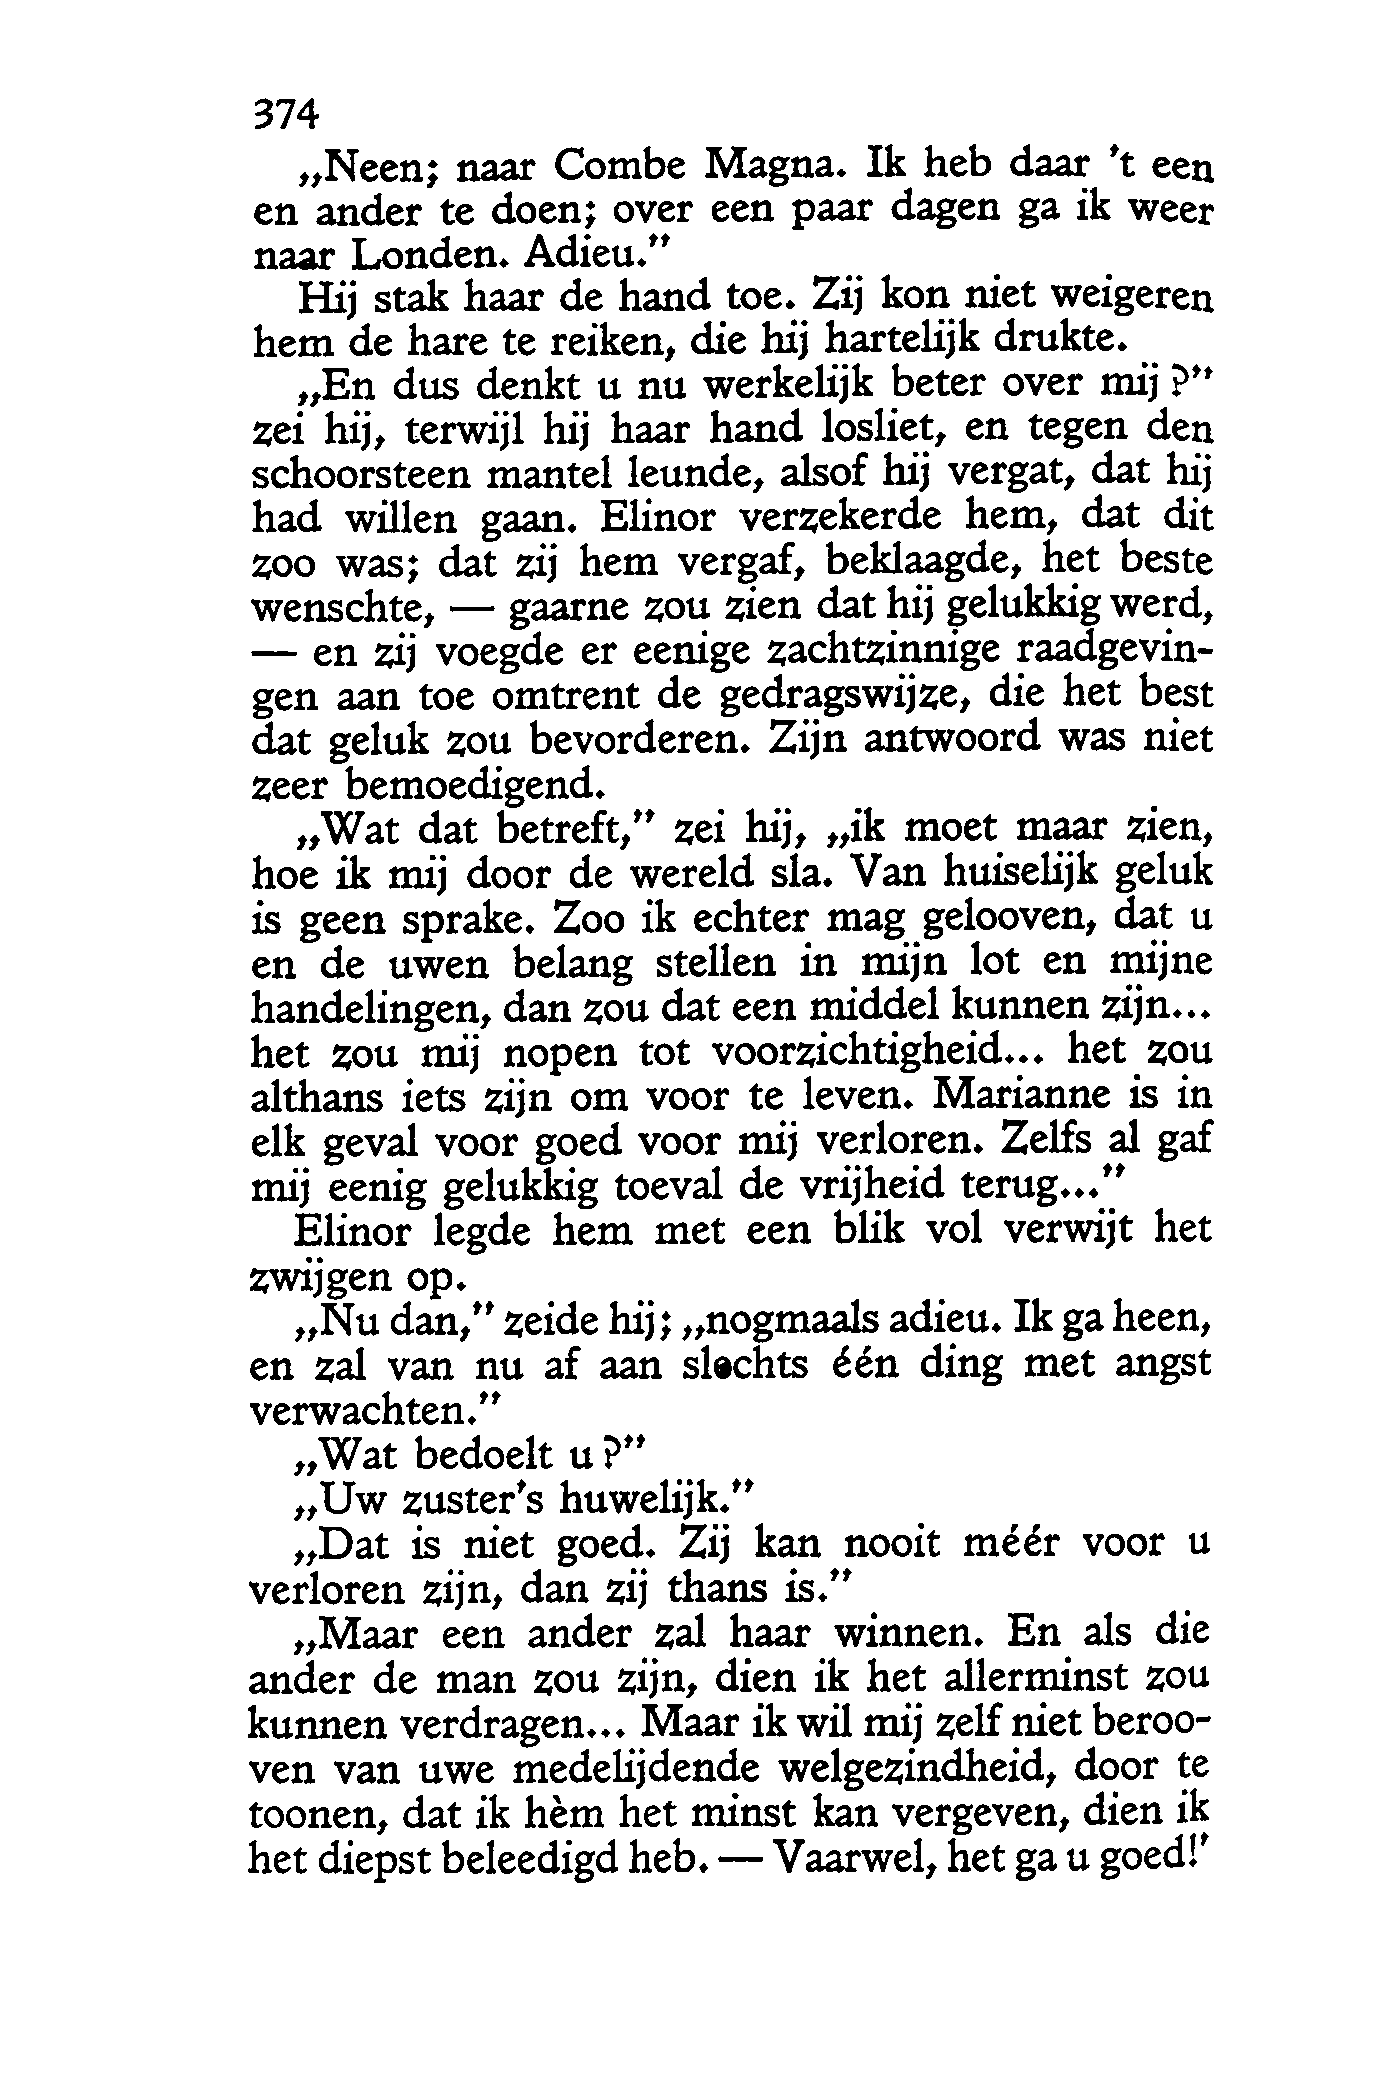 374
„Neen; naar Combe Magna. Ik heb daar 't een
en ander te doen; over een paar dagen ga ik weer
naar Londen. Adieu.”
Hij stak haar de hand toe. Zij kon niet weigeren
hem de hare te reiken, die hij hartelijk drukte.
„En dus denkt u nu werkelijk beter over mij?”
zei hij, terwijl hij haar hand losliet, en tegen den
schoorsteen mantel leunde, alsof hij vergat, dat hij
had willen gaan. Elinor verzekerde hem, dat dit
zoo was; dat zij hem vergaf, beklaagde, het beste
wenschte, — gaarne zou zien dat hij gelukkig werd,
— en zij voegde er eenige zachtzinnige raadgevin-
gen aan toe omtrent de gedragswijze, die het best
dat geluk zou bevorderen. Zijn antwoord was niet
zeer bemoedigend.
„Wat dat betreft,” zei hij, „ik moet maar zien,
hoe ik mij door de wereld sla. Van huiselijk geluk
is geen sprake. Zoo ik echter mag gelooven, dat u
en de uwen belang stellen in mijn lot en mijne
handelingen, dan zou dat een middel kunnen zijn...
het zou mij nopen tot voorzichtigheid... het zou
althans iets zijn om voor te leven. Marianne is in
elk geval voor goed voor mij verloren. Zelfs al gaf
mij eenig gelukkig toeval de vrijheid terug...”
Elinor legde hem met een blik vol verwijt het
zwijgen op.
„Nu dan,” zeide hij; „nogmaals adieu. Ik ga heen,
en zal van nu af aan slechts één ding met angst
verwachten.”
„Wat bedoelt u?”
„Uw zuster's huwelijk.”
„Dat is niet goed. Zij kan nooit méér voor u
verloren zijn, dan zij thans is.”
„Maar een ander zal haar winnen. En als die
ander de man zou zijn, dien ik het allerminst zou
kunnen verdragen... Maar ik wil mij zelf niet beroo-
ven van uwe medelijdende welgezindheid, door te
toonen, dat ik hèm het minst kan vergeven, dien ik
het diepst beleedigd heb. — Vaarwel, het ga u goed!'